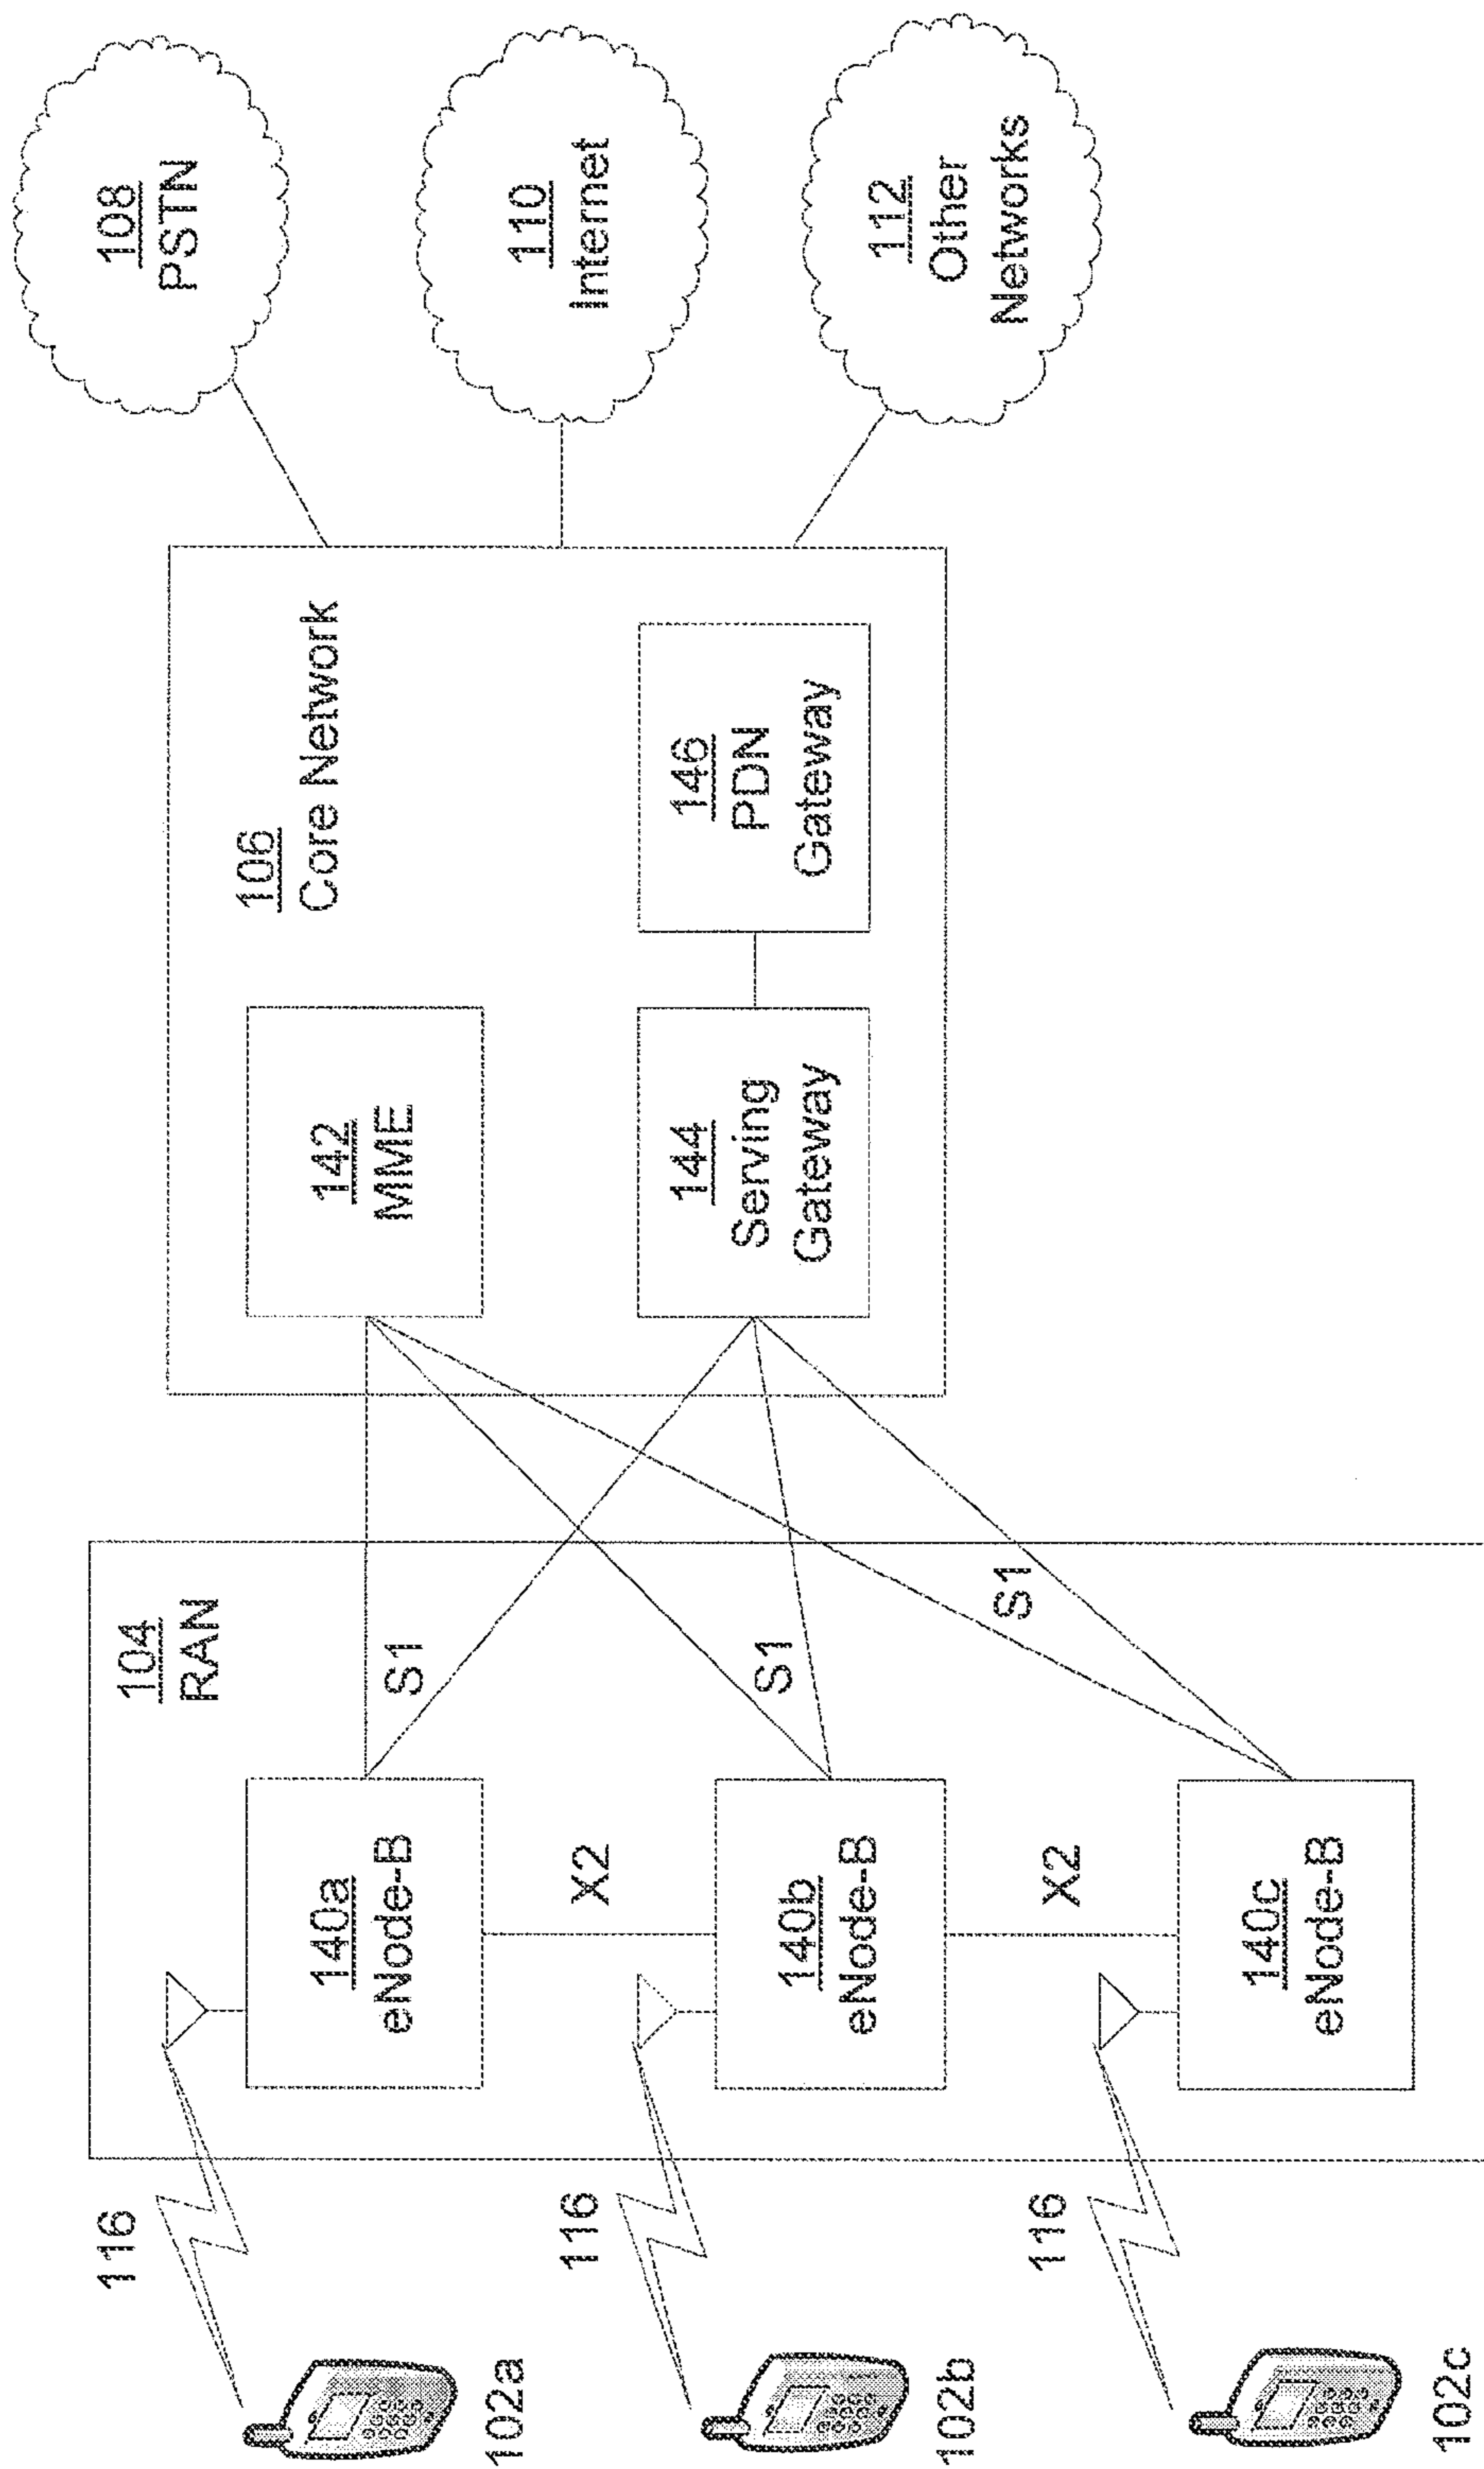 116
102a
116
102b
116
102c
104
RAN
140a
eNode-B
X2
140b
eNode-B
X2
140c
eNode-B
S1
S1
S1
106
Core Network
142
MME
144
Serving
Gateway
146
PDN
Gateway
108
PSTN
110
Internet
112
Other
Networks